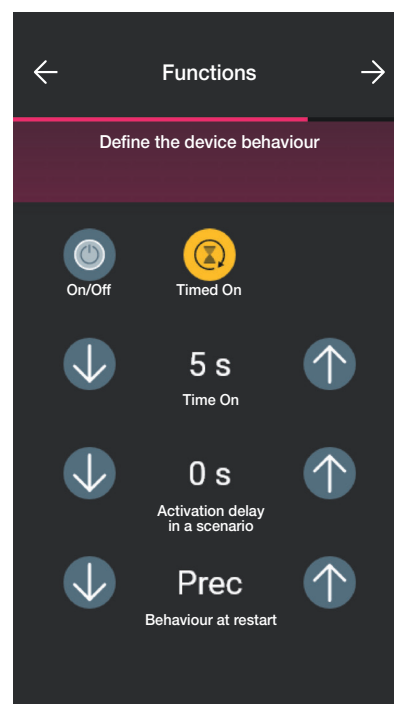 Functions
Define the device behaviour
On/Off
Timed On
5 s
Time On
0 s
Activation delay
in a scenario
Prec
Behaviour at restart